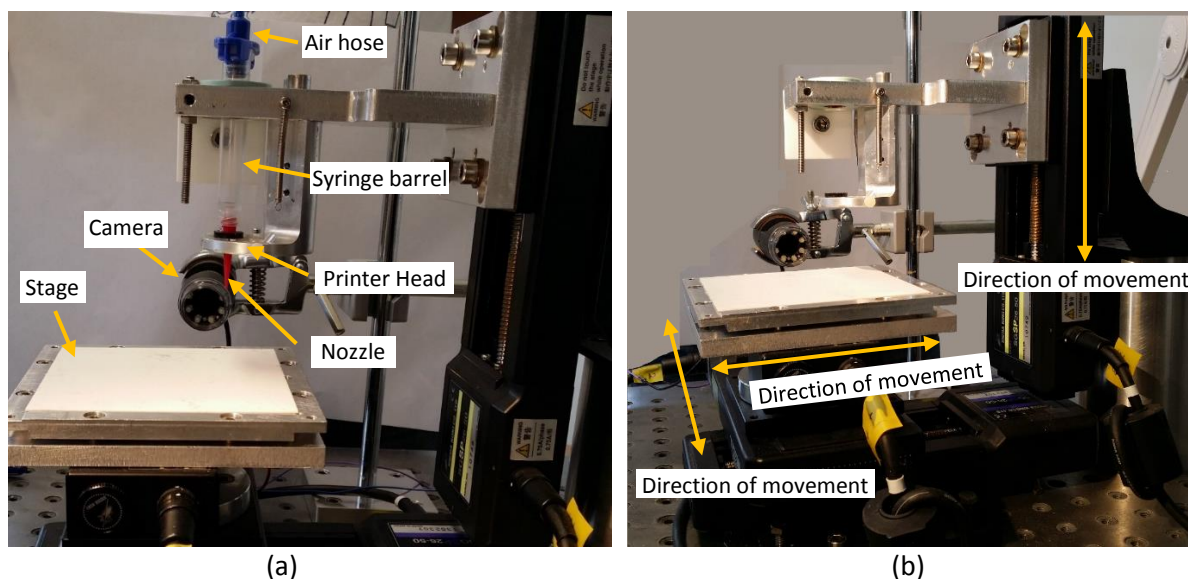 Air hose
Syringe barrel
Camera
Printer Head
Stage
Nozzle
Direction of movement
Direction of movement
Direction of movement
(a)
(b)